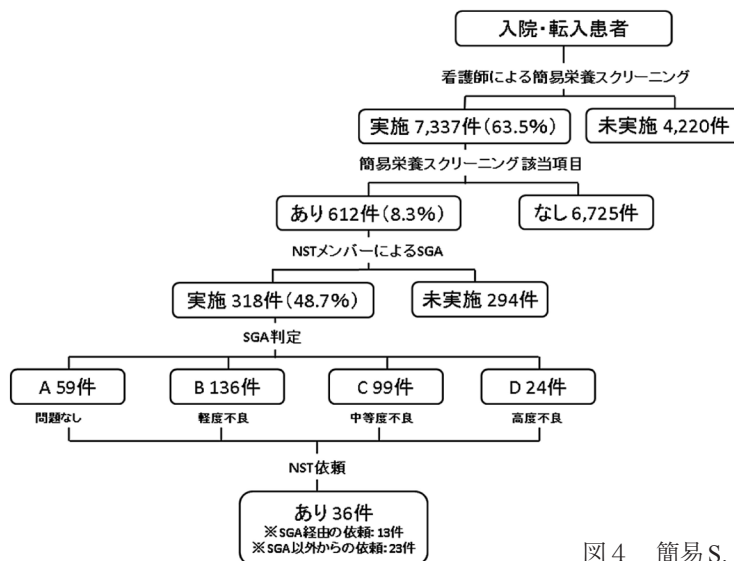 入院・転入患者
看護師による簡易栄養スクリーニング
実施 7,337件(63.5%)
未実施 4,220件
簡易栄養スクリーニング該当項目
あり 612件(8.3%)
なし 6,725件
NSTメンバーによるSGA
実施 318件(48.7%)
未実施 294件
SGA判定
A 59件
B 136件
C 99件
D 24件
問題なし
軽度不良
中等度不良
高度不良
NST依頼
あり 36件
※SGA経由の依頼: 13件
※SGA以外からの依頼: 23件
図4 簡易S.